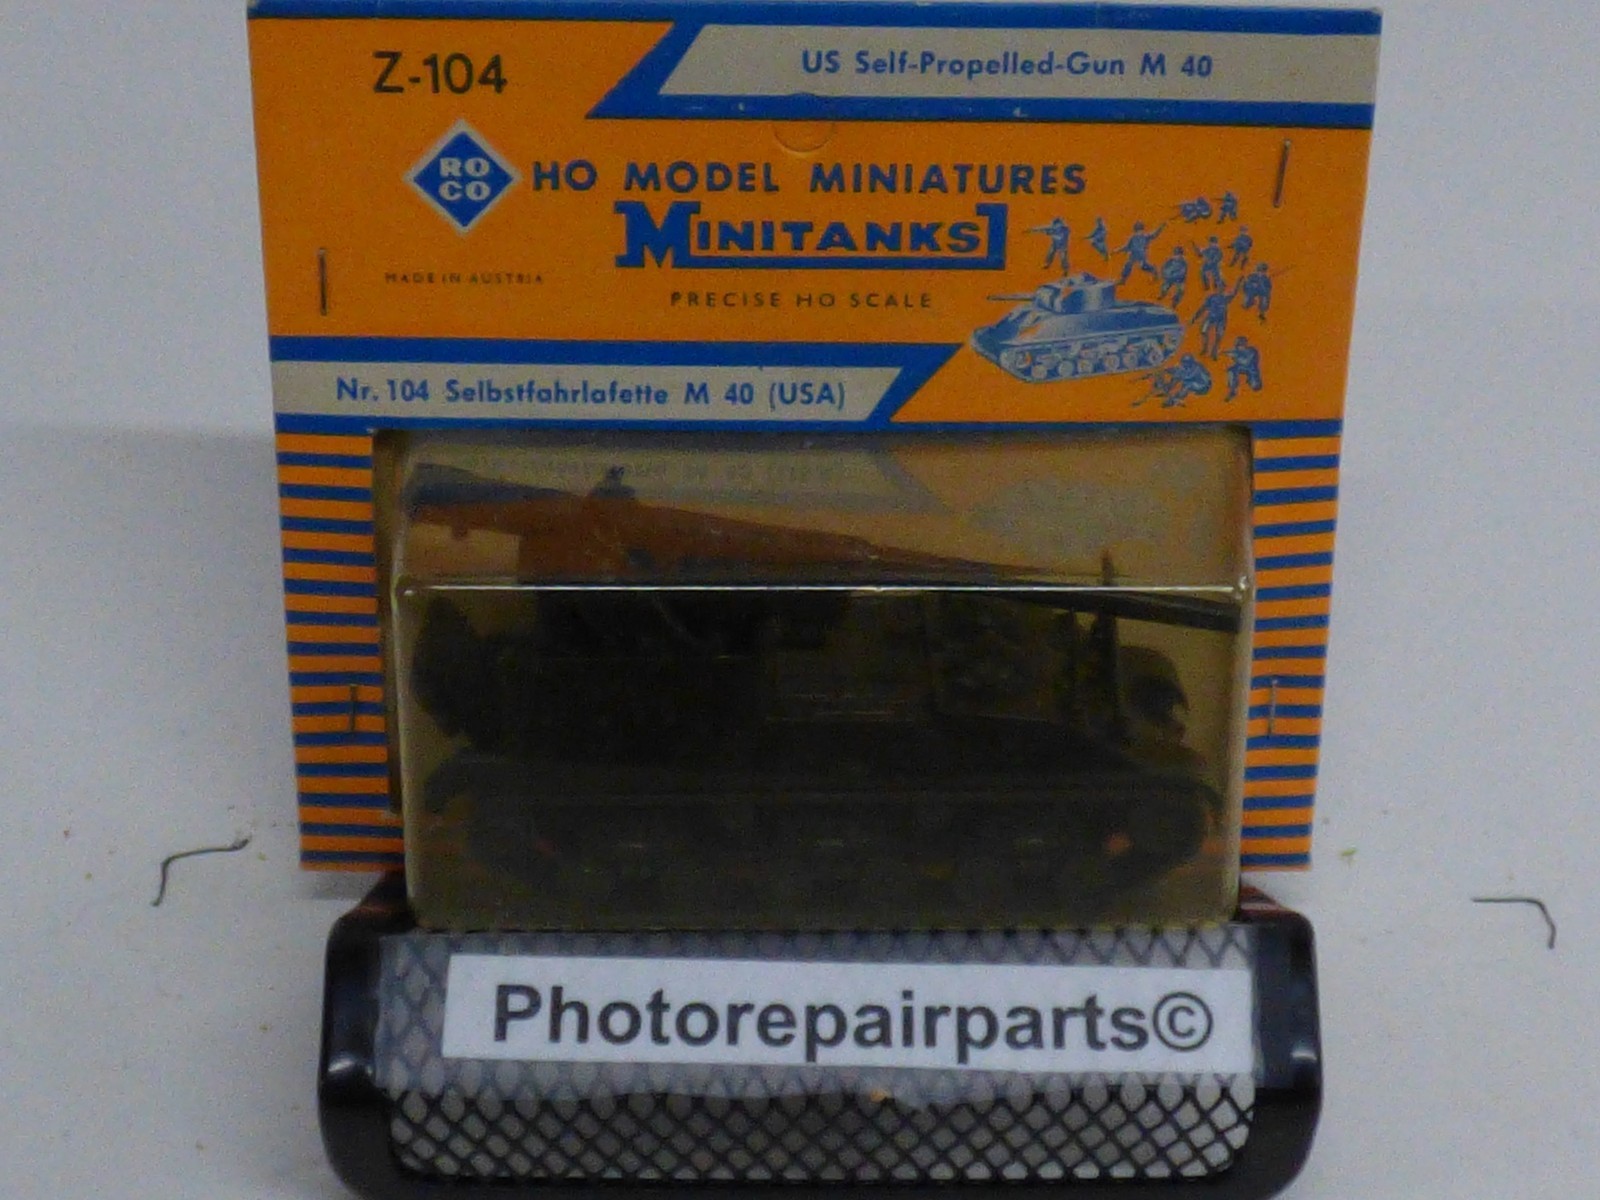 Z-104
US Self-Propelled-Gun M 40
RO
CO
HO MODEL MINIATURES
MINITANKS
MADE IN AUSTRIA
PRECISE HO SCALE
Nr. 104 Selbstfahrlafette M 40 (USA)
Photorepairparts©